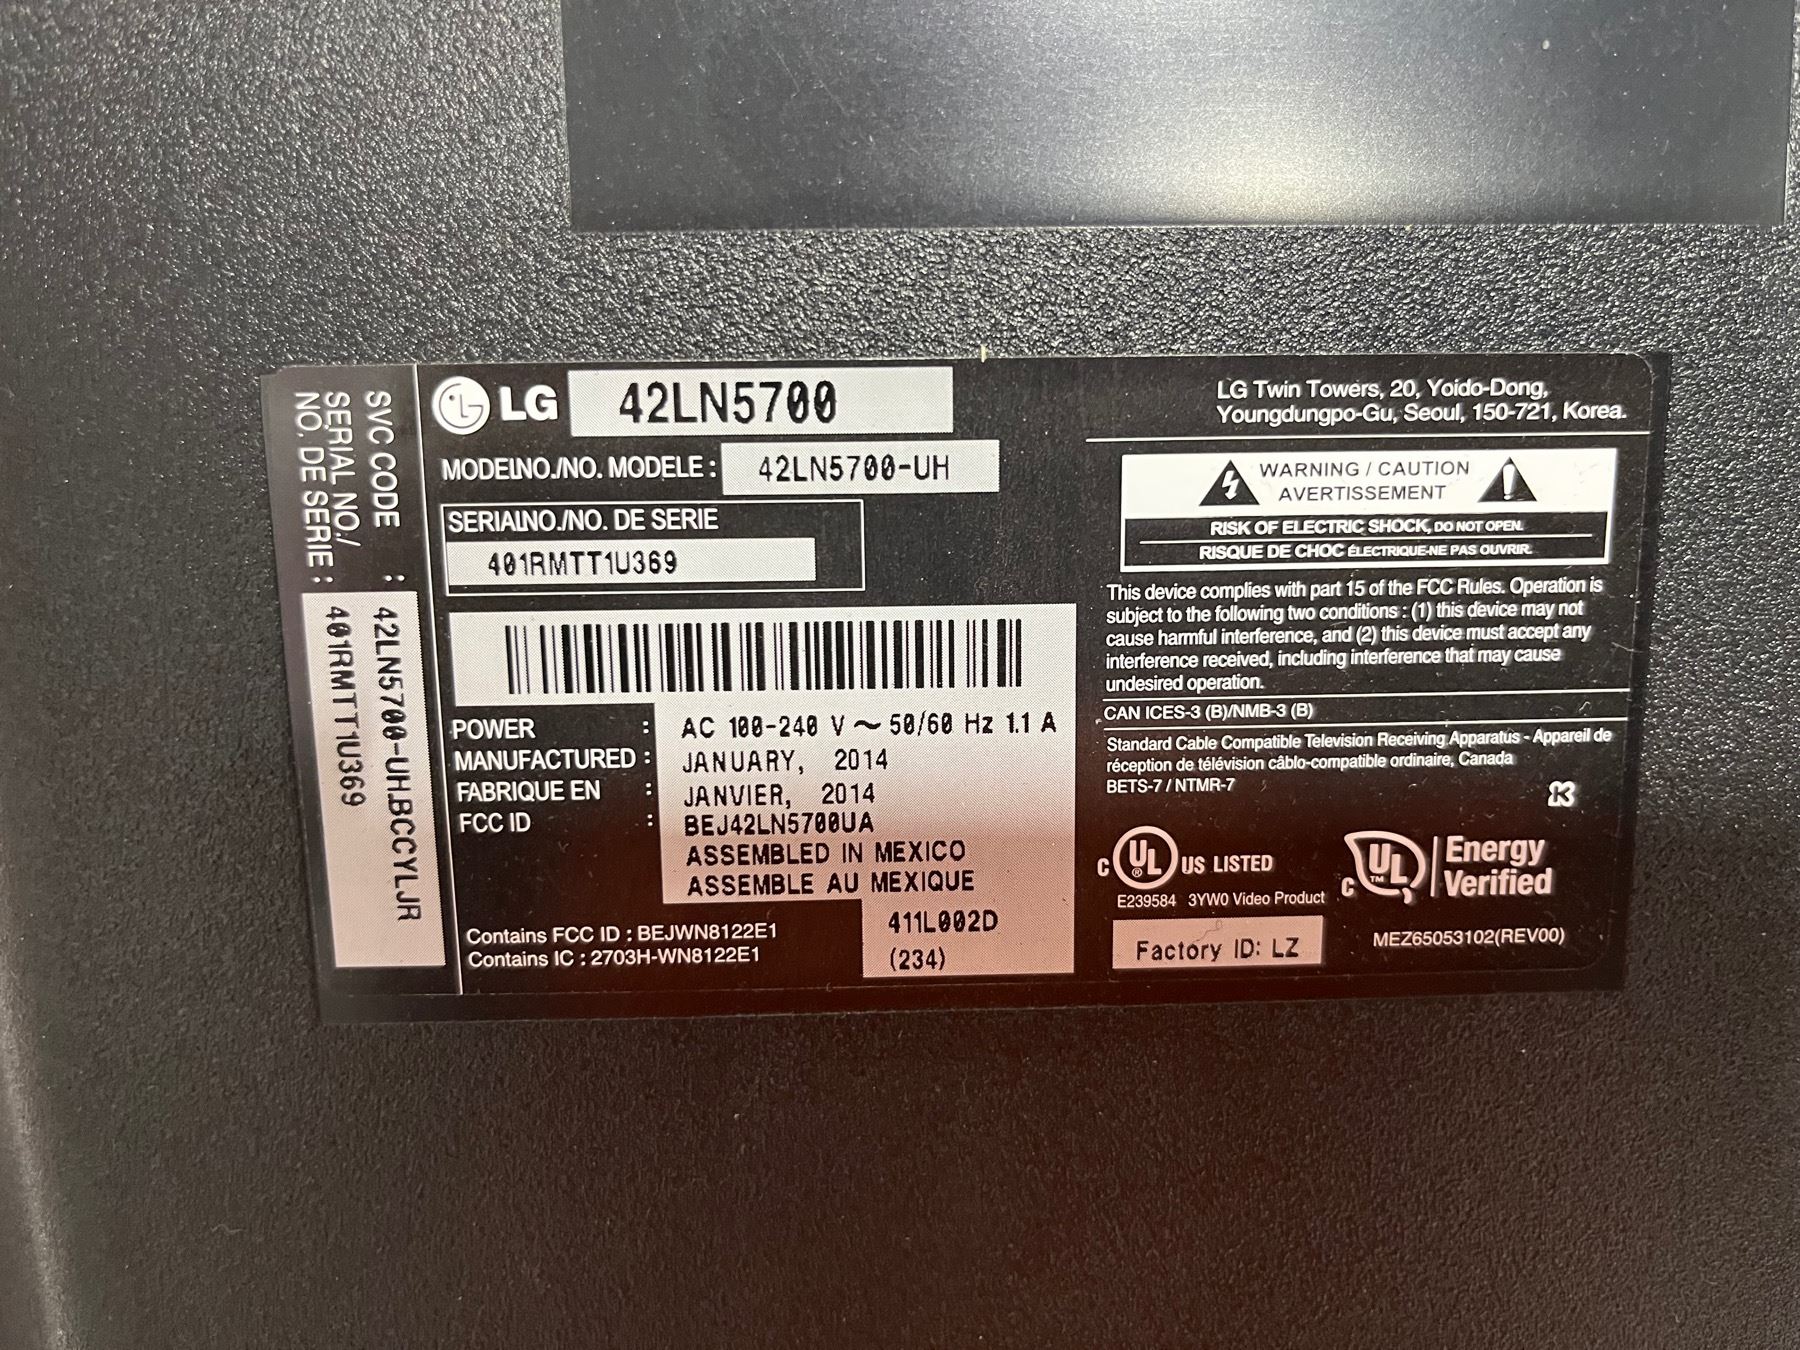 LG 42LN5700
MODELNO./NO. MODELE : 42LN5700-UH
SERIALNO./NO. DE SERIE
401RMTT1U369
POWER : AC 100-240 V ~ 50/60 Hz 1.1 A
MANUFACTURED : JANUARY, 2014
FABRIQUE EN : JANVIER, 2014
FCC ID : BEJ42LN5700UA
ASSEMBLED IN MEXICO
ASSEMBLE AU MEXIQUE
411L002D
(234)
Contains FCC ID : BEJWN8122E1
Contains IC : 2703H-WN8122E1
SVC CODE : 42LN5700-UH.BCCYLJR
SERIAL NO./
NO. DE SERIE : 401RMTT1U369
LG Twin Towers, 20, Yoido-Dong,
Youngdungpo-Gu, Seoul, 150-721, Korea.
WARNING / CAUTION
AVERTISSEMENT
RISK OF ELECTRIC SHOCK, DO NOT OPEN.
RISQUE DE CHOC ÉLECTRIQUE-NE PAS OUVRIR.
This device complies with part 15 of the FCC Rules. Operation is
subject to the following two conditions : (1) this device may not
cause harmful interference, and (2) this device must accept any
interference received, including interference that may cause
undesired operation.
CAN ICES-3 (B)/NMB-3 (B)
Standard Cable Compatible Television Receiving Apparatus - Appareil de
réception de télévision câblo-compatible ordinaire, Canada
BETS-7 / NTMR-7
C UL ® US LISTED
E239584 3YW0 Video Product
C UL ™ Energy
Verified
Factory ID: LZ
MEZ65053102(REV00)